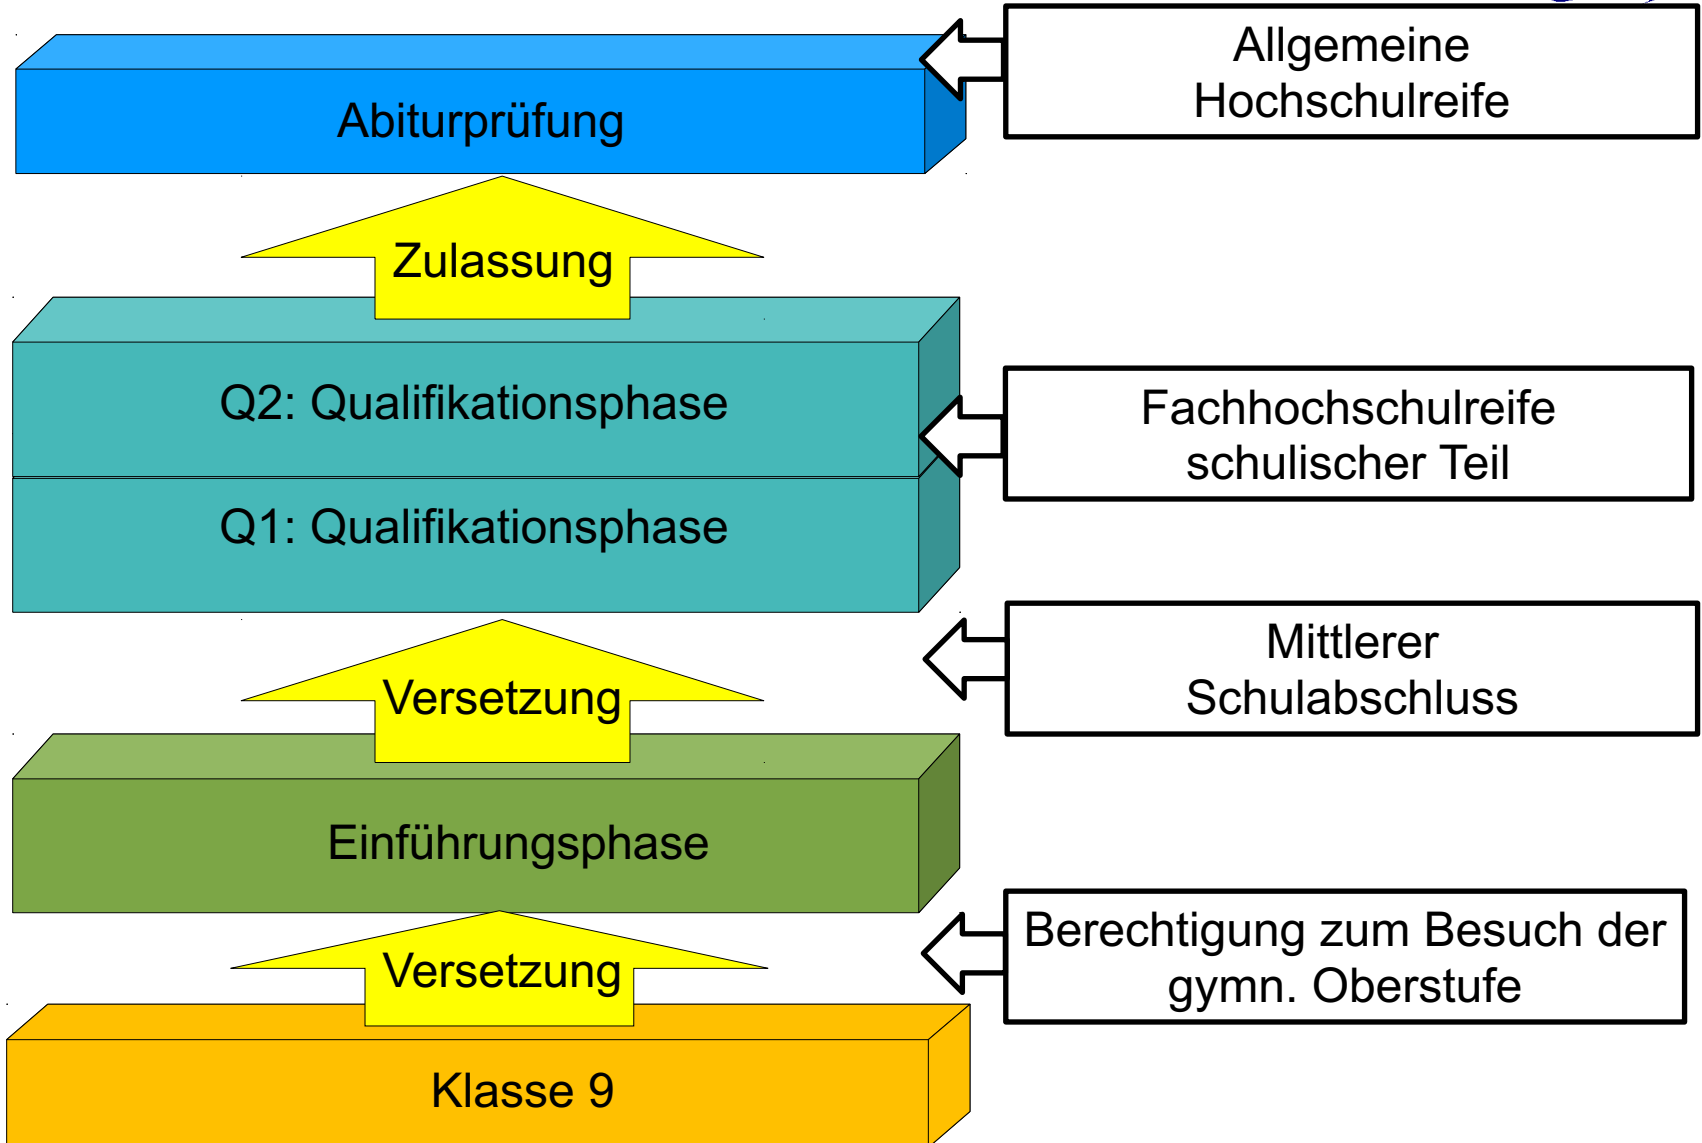 Allgemeine
Hochschulreife
Abiturprüfung
Zulassung
Q2: Qualifikationsphase
Fachhochschulreife
schulischer Teil
Q1: Qualifikationsphase
Mittlerer
Schulabschluss
Versetzung
Einführungsphase
Berechtigung zum Besuch der
gymn. Oberstufe
Versetzung
Klasse 9